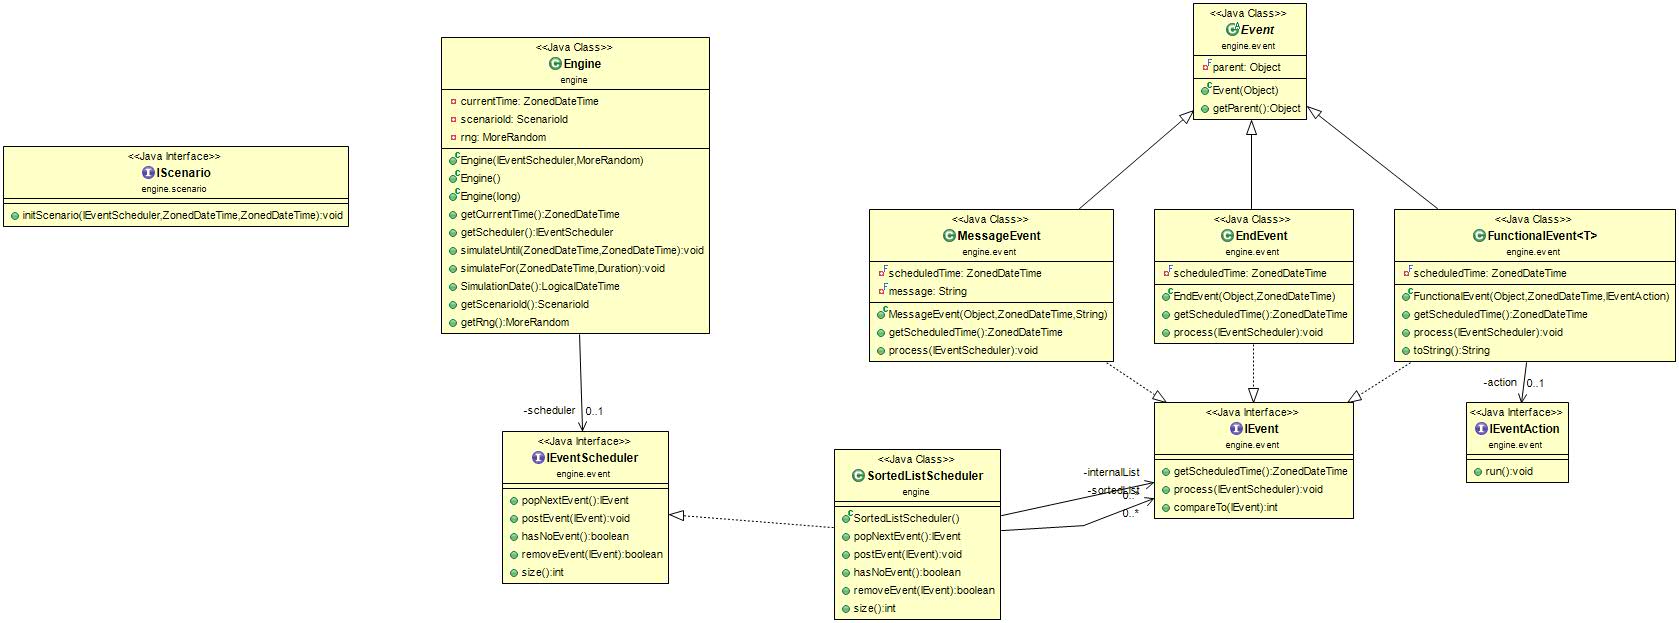 <<Java Interface>>
IScenario
engine.scenario
initScenario(IEventScheduler,ZonedDateTime,ZonedDateTime):void
<<Java Class>>
Engine
engine
currentTime: ZonedDateTime
scenarioId: ScenarioId
rng: MoreRandom
Engine(IEventScheduler,MoreRandom)
Engine()
Engine(long)
getCurrentTime():ZonedDateTime
getScheduler():IEventScheduler
simulateUntil(ZonedDateTime,ZonedDateTime):void
simulateFor(ZonedDateTime,Duration):void
SimulationDate():LogicalDateTime
getScenarioId():ScenarioId
getRng():MoreRandom
-scheduler 0..1
<<Java Interface>>
IEventScheduler
engine.event
popNextEvent():IEvent
postEvent(IEvent):void
hasNoEvent():boolean
removeEvent(IEvent):boolean
size():int
<<Java Class>>
SortedListScheduler
engine
SortedListScheduler()
popNextEvent():IEvent
postEvent(IEvent):void
hasNoEvent():boolean
removeEvent(IEvent):boolean
size():int
-internalList
0..*
-sortedList
0..*
<<Java Class>>
Event
engine.event
parent: Object
Event(Object)
getParent():Object
<<Java Class>>
MessageEvent
engine.event
scheduledTime: ZonedDateTime
message: String
MessageEvent(Object,ZonedDateTime,String)
getScheduledTime():ZonedDateTime
process(IEventScheduler):void
<<Java Class>>
EndEvent
engine.event
scheduledTime: ZonedDateTime
EndEvent(Object,ZonedDateTime)
getScheduledTime():ZonedDateTime
process(IEventScheduler):void
<<Java Class>>
FunctionalEvent<T>
engine.event
scheduledTime: ZonedDateTime
FunctionalEvent(Object,ZonedDateTime,IEventAction)
getScheduledTime():ZonedDateTime
process(IEventScheduler):void
toString():String
-action 0..1
<<Java Interface>>
IEvent
engine.event
getScheduledTime():ZonedDateTime
process(IEventScheduler):void
compareTo(IEvent):int
<<Java Interface>>
IEventAction
engine.event
run():void